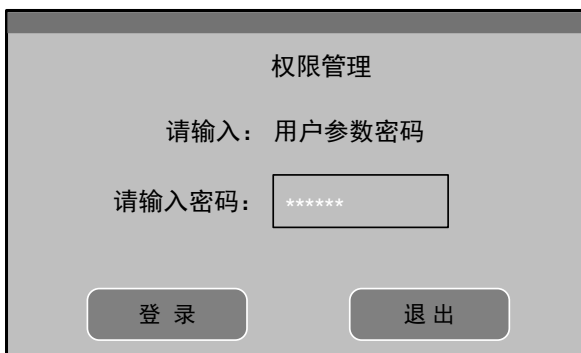 权限管理
请输入： 用户参数密码
请输入密码： ******
登 录 退 出